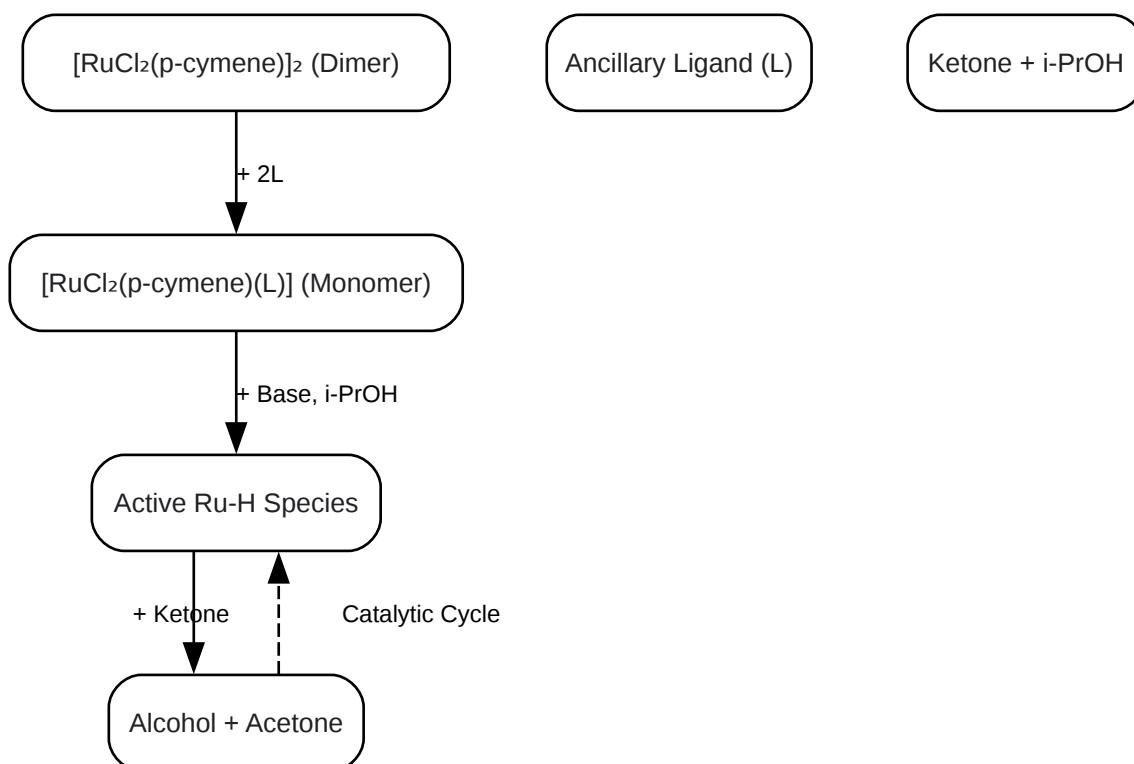 [RuCl₂(p-cymene)]₂ (Dimer)
Ancillary Ligand (L)
Ketone + i-PrOH
+ 2L
[RuCl₂(p-cymene)(L)] (Monomer)
+ Base, i-PrOH
Active Ru-H Species
+ Ketone
Catalytic Cycle
Alcohol + Acetone